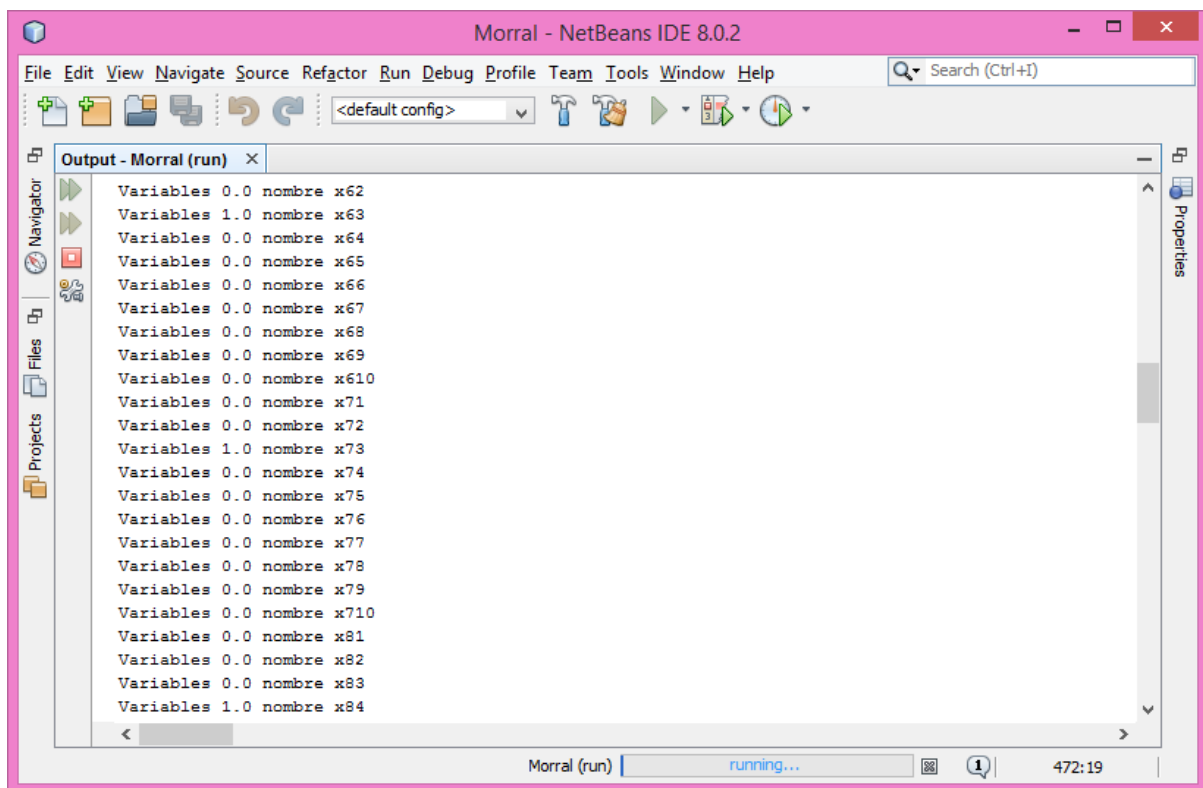 Morral - NetBeans IDE 8.0.2
File Edit View Navigate Source Refactor Run Debug Profile Team Tools Window Help
Search (Ctrl+I)
<default config>
Output - Morral (run)
Navigator
Files
Projects
Properties
Variables 0.0 nombre x62
Variables 1.0 nombre x63
Variables 0.0 nombre x64
Variables 0.0 nombre x65
Variables 0.0 nombre x66
Variables 0.0 nombre x67
Variables 0.0 nombre x68
Variables 0.0 nombre x69
Variables 0.0 nombre x610
Variables 0.0 nombre x71
Variables 0.0 nombre x72
Variables 1.0 nombre x73
Variables 0.0 nombre x74
Variables 0.0 nombre x75
Variables 0.0 nombre x76
Variables 0.0 nombre x77
Variables 0.0 nombre x78
Variables 0.0 nombre x79
Variables 0.0 nombre x710
Variables 0.0 nombre x81
Variables 0.0 nombre x82
Variables 0.0 nombre x83
Variables 1.0 nombre x84
Morral (run) running... 1 472:19